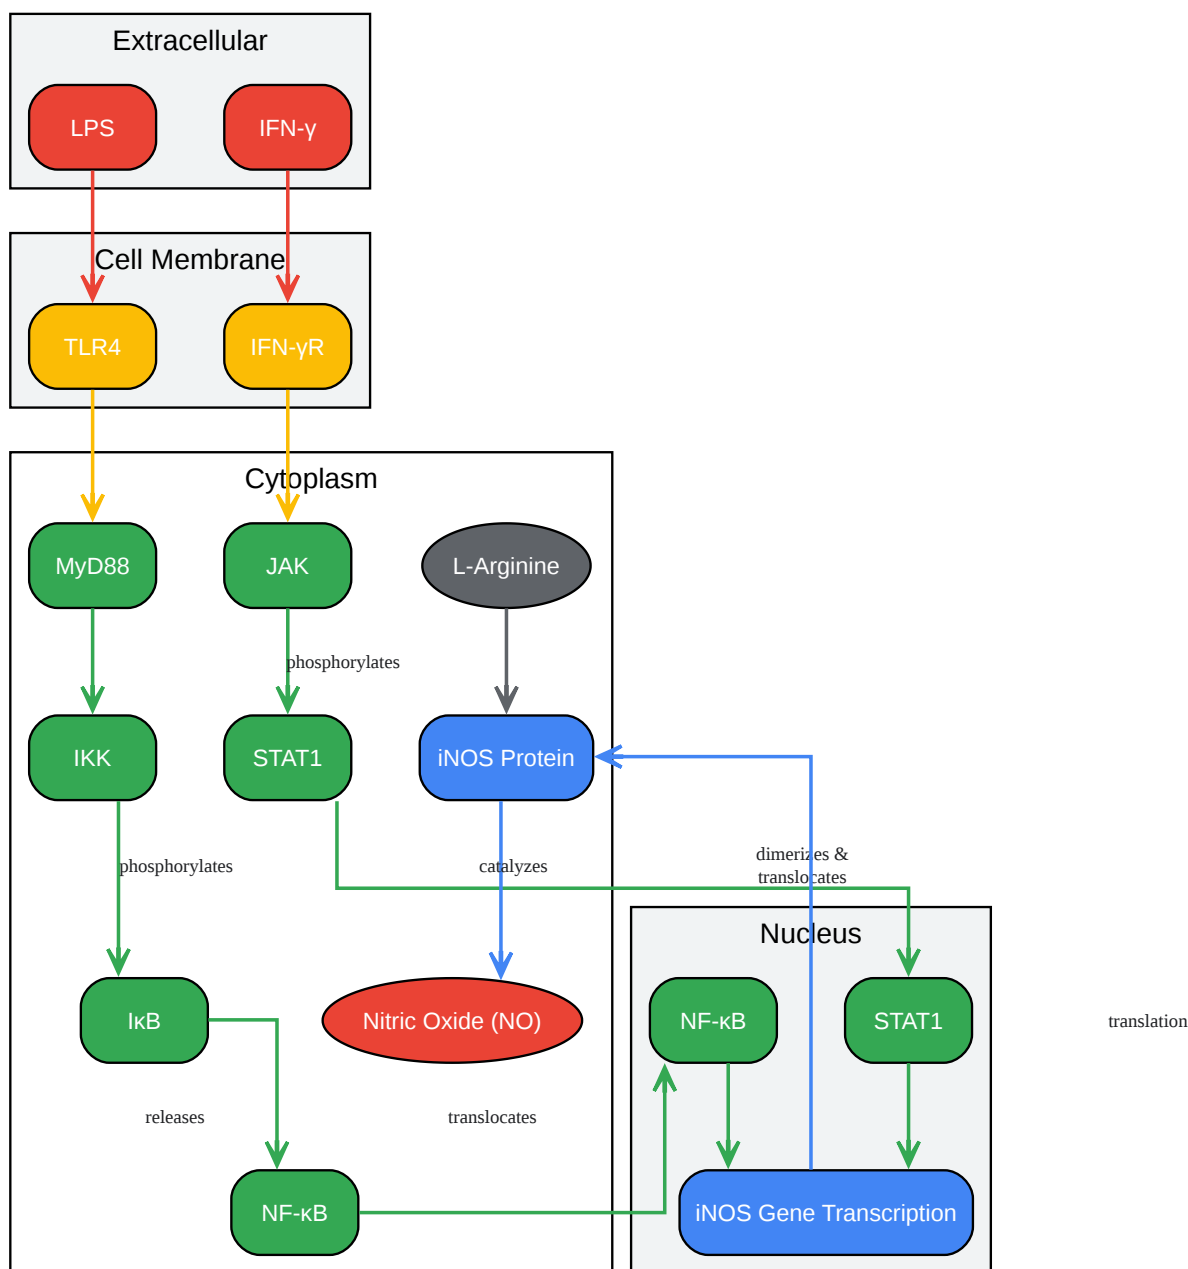 Extracellular
LPS
IFN-γ
Cell Membrane
TLR4
IFN-γR
Cytoplasm
MyD88
JAK
L-Arginine
phosphorylates
IKK
STAT1
iNOS Protein
phosphorylates
catalyzes
dimerizes &
translocates
Nucleus
IκB
Nitric Oxide (NO)
NF-κB
STAT1
translation
releases
translocates
NF-κB
iNOS Gene Transcription